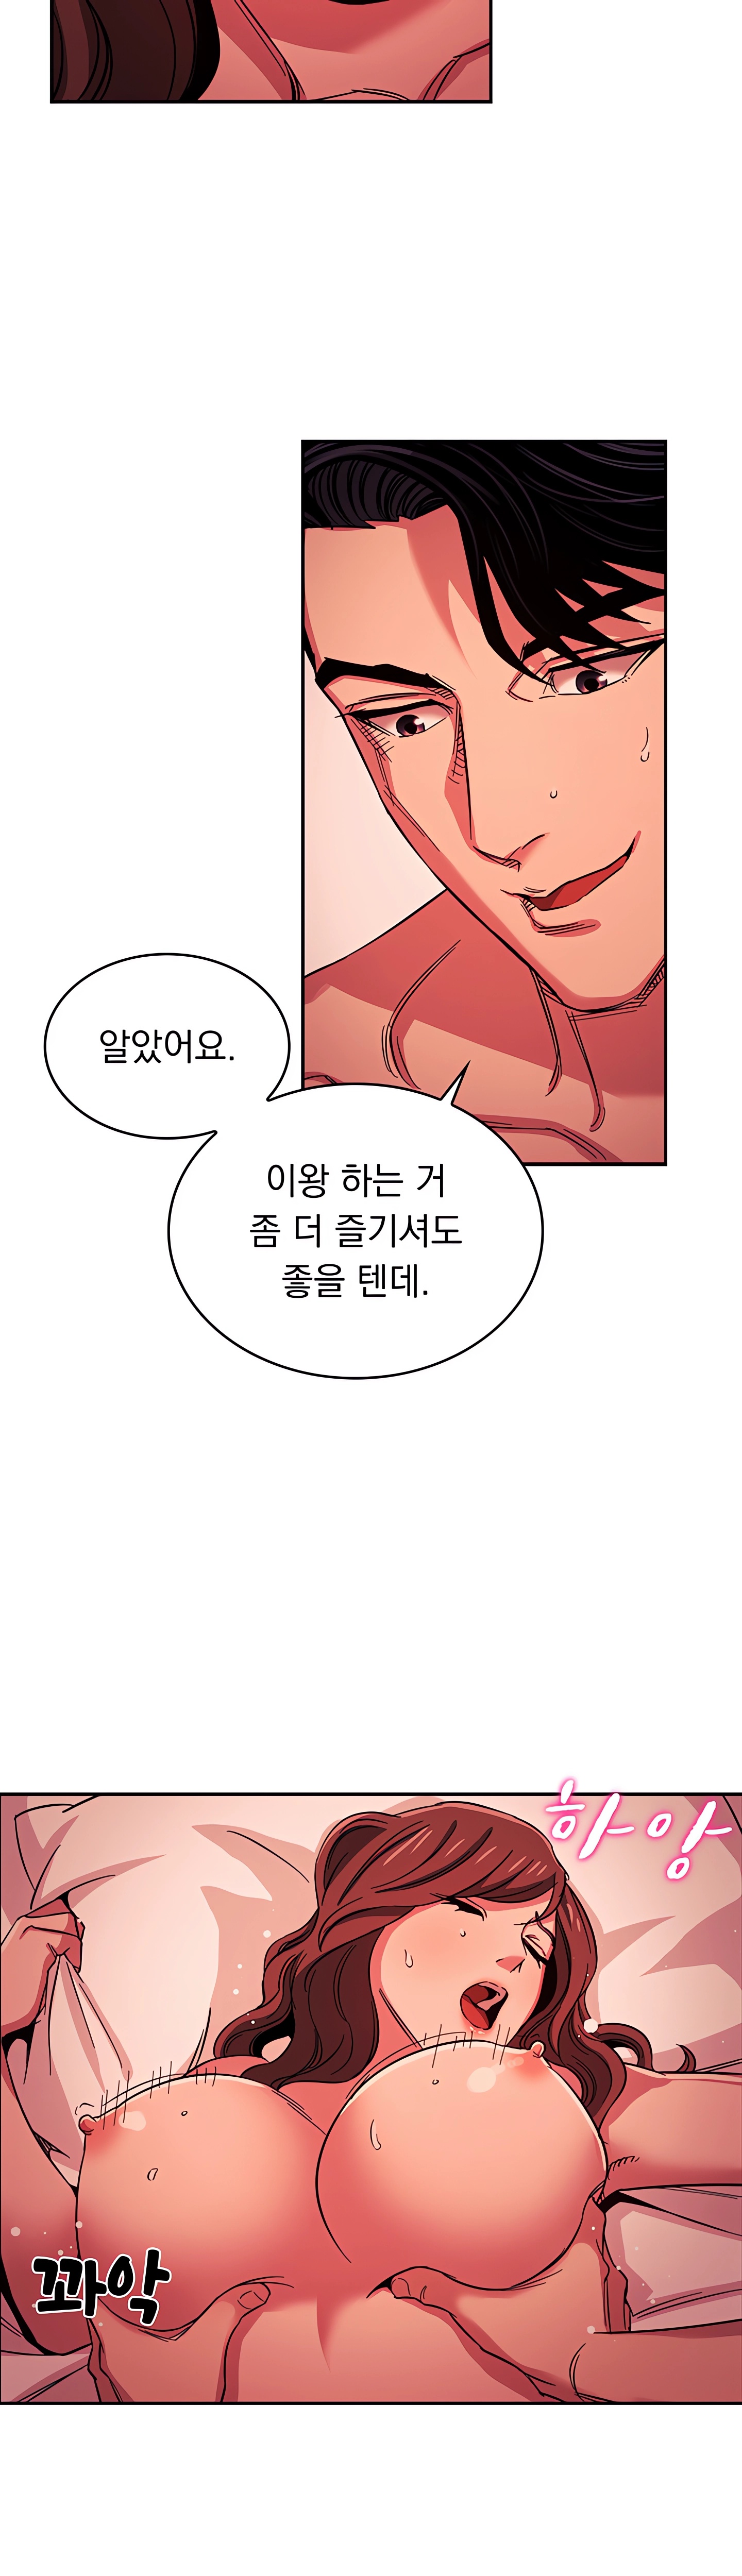 알았어요.
이왕 하는 거
좀 더 즐기셔도
좋을 텐데.
하앙
꽈악